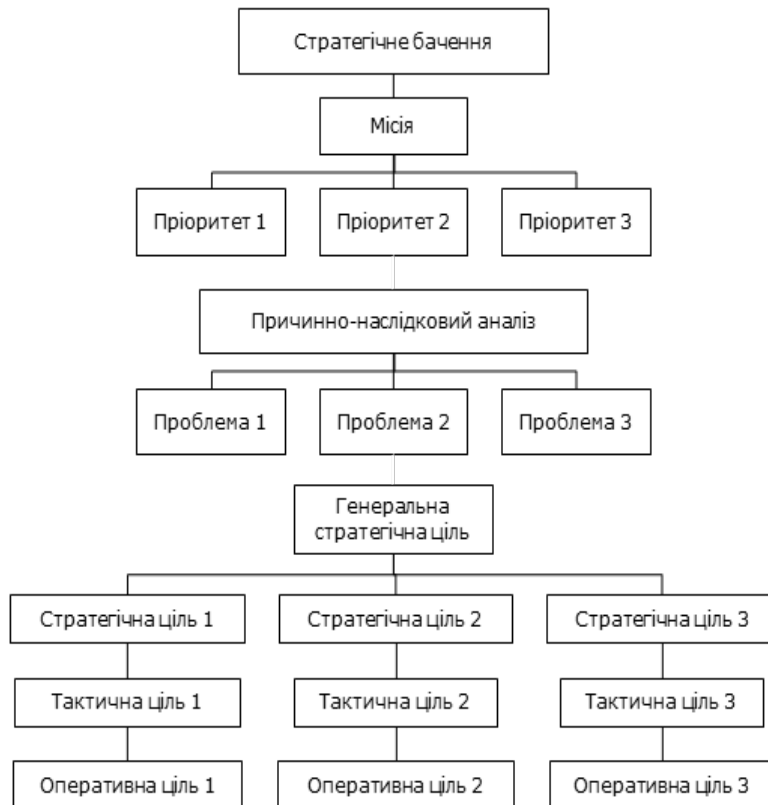 Стратегічне бачення
Місія
Пріоритет 1
Пріоритет 2
Пріоритет 3
Причинно-наслідковий аналіз
Проблема 1
Проблема 2
Проблема 3
Генеральна
стратегічна ціль
Стратегічна ціль 1
Стратегічна ціль 2
Стратегічна ціль 3
Тактична ціль 1
Тактична ціль 2
Тактична ціль 3
Оперативна ціль 1
Оперативна ціль 2
Оперативна ціль 3